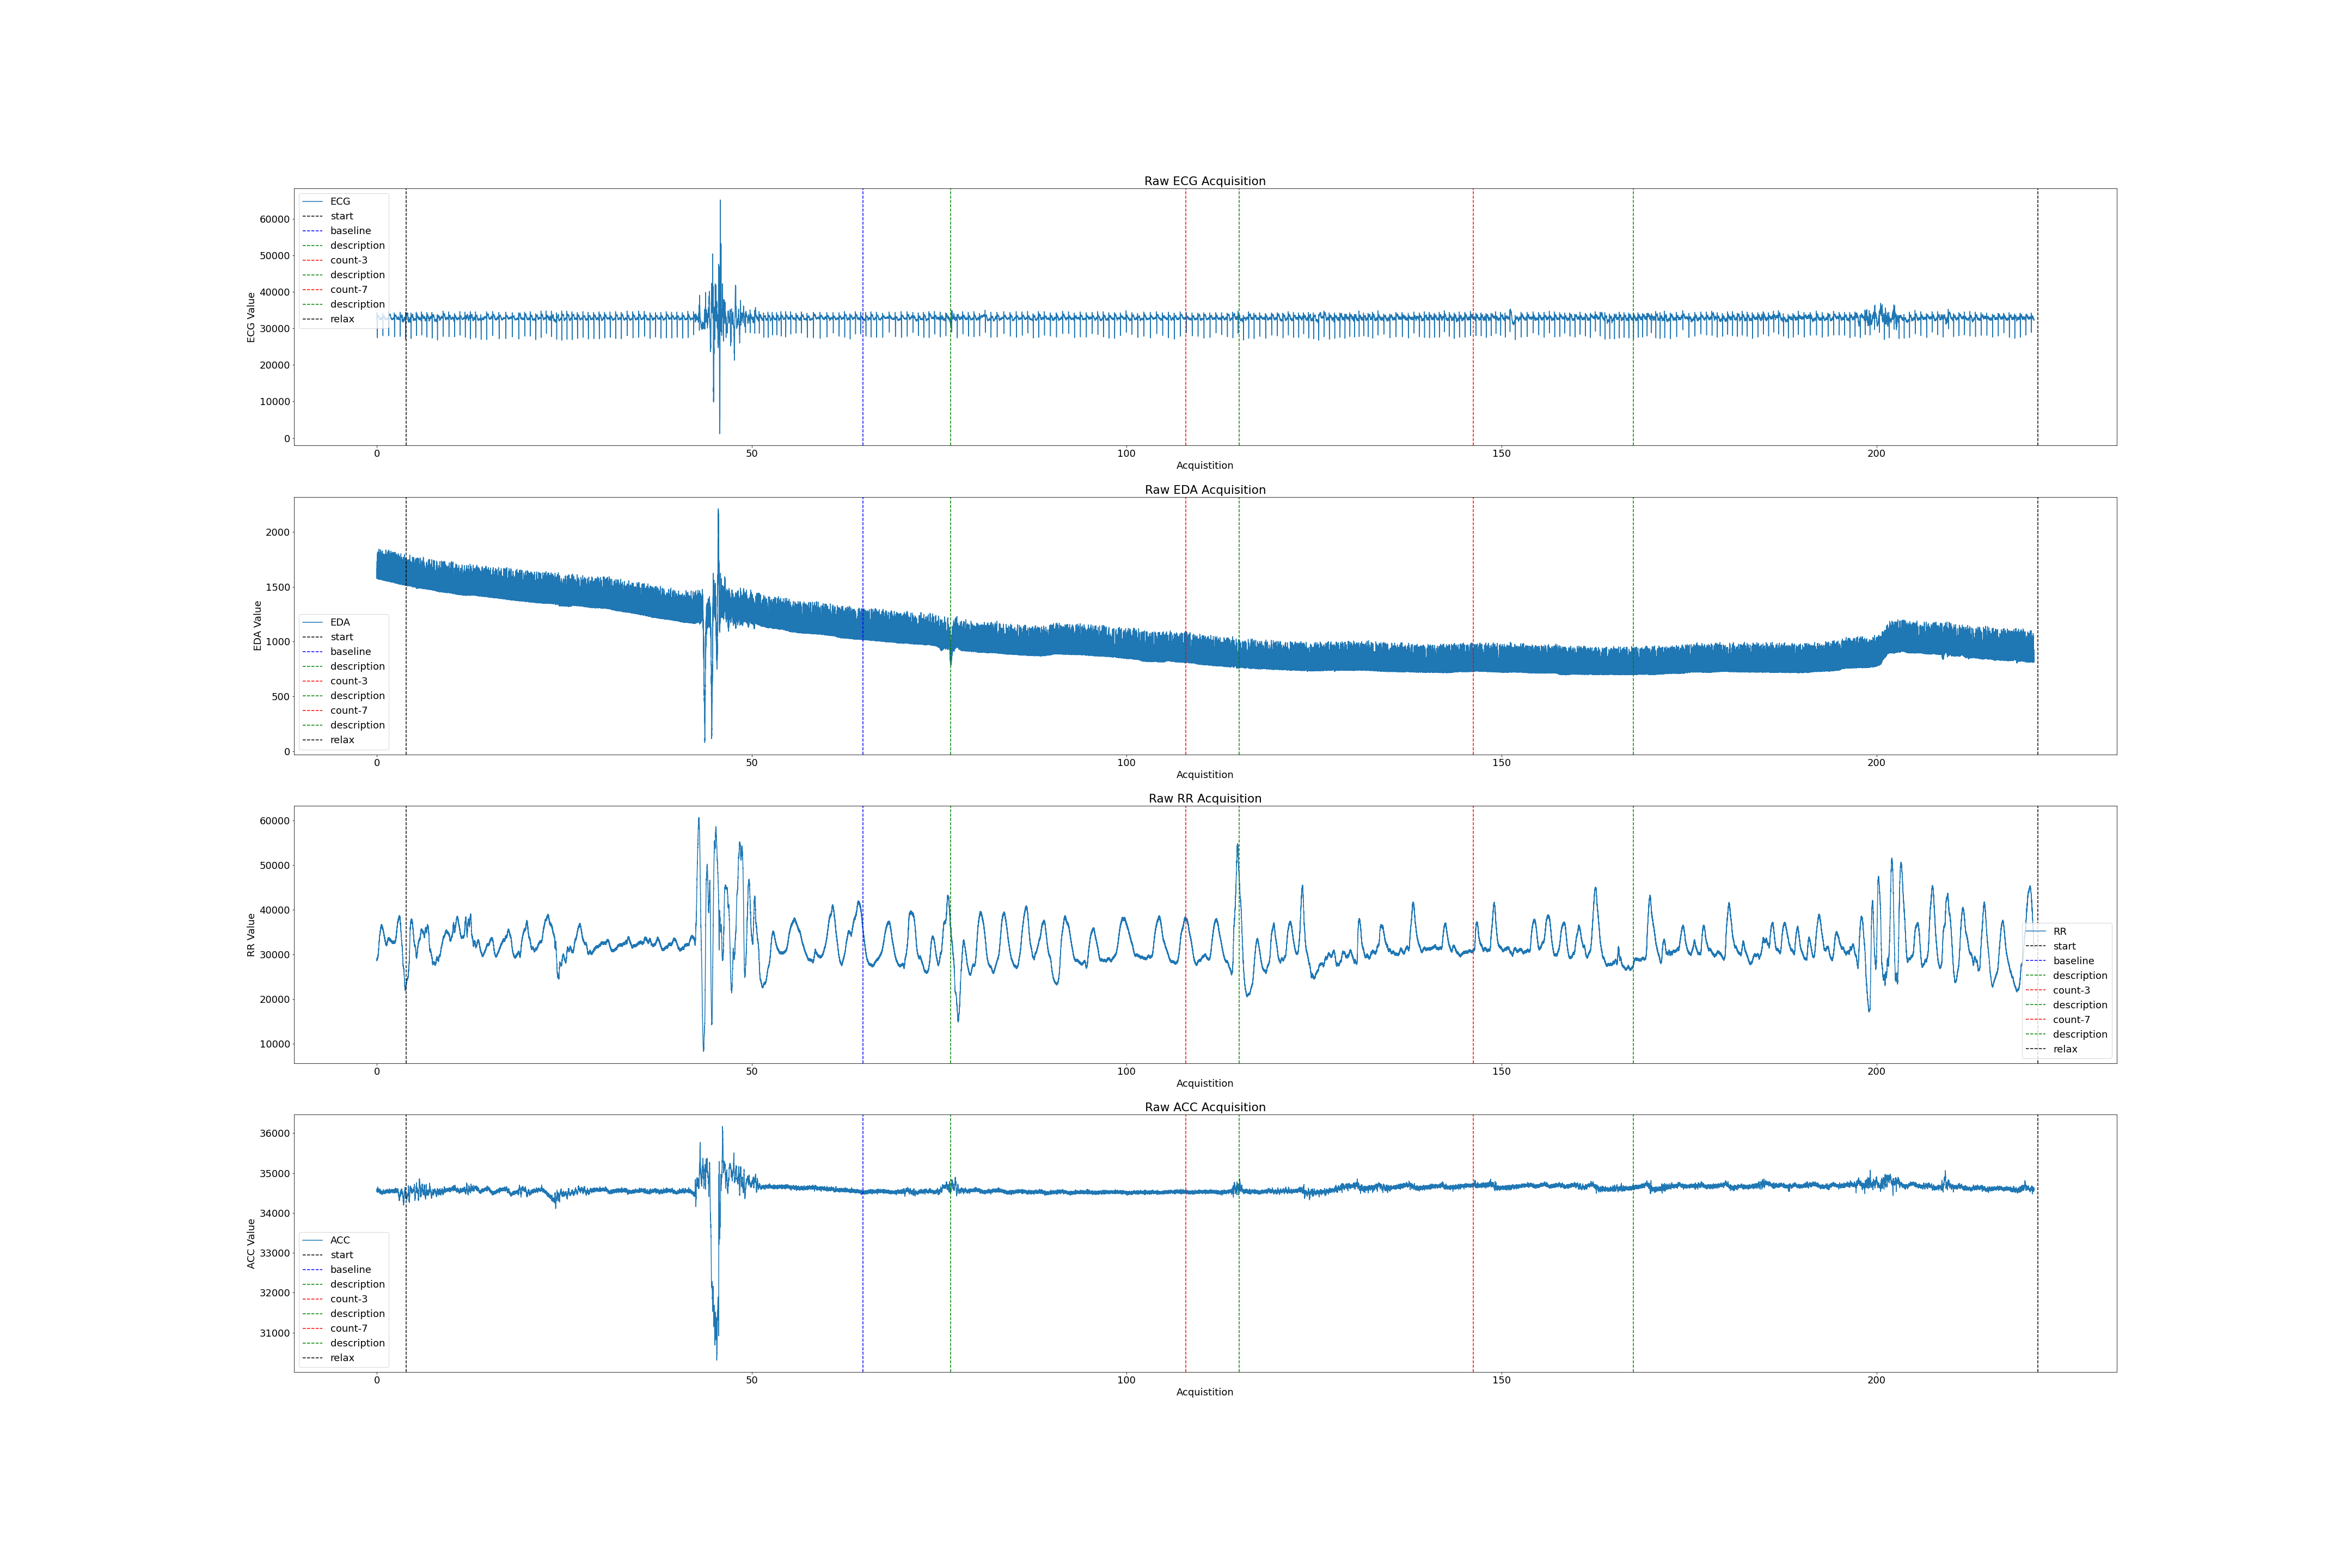 Raw ECG Acquisition
ECG Value
60000
50000
40000
30000
20000
10000
0
ECG
start
baseline
description
count-3
description
count-7
description
relax
0 50 100 150 200
Acquistition
Raw EDA Acquisition
EDA Value
2000
1500
1000
500
0
EDA
start
baseline
description
count-3
description
count-7
description
relax
0 50 100 150 200
Acquistition
Raw RR Acquisition
RR Value
60000
50000
40000
30000
20000
10000
RR
start
baseline
description
count-3
description
count-7
description
relax
0 50 100 150 200
Acquistition
Raw ACC Acquisition
ACC Value
36000
35000
34000
33000
32000
31000
ACC
start
baseline
description
count-3
description
count-7
description
relax
0 50 100 150 200
Acquistition